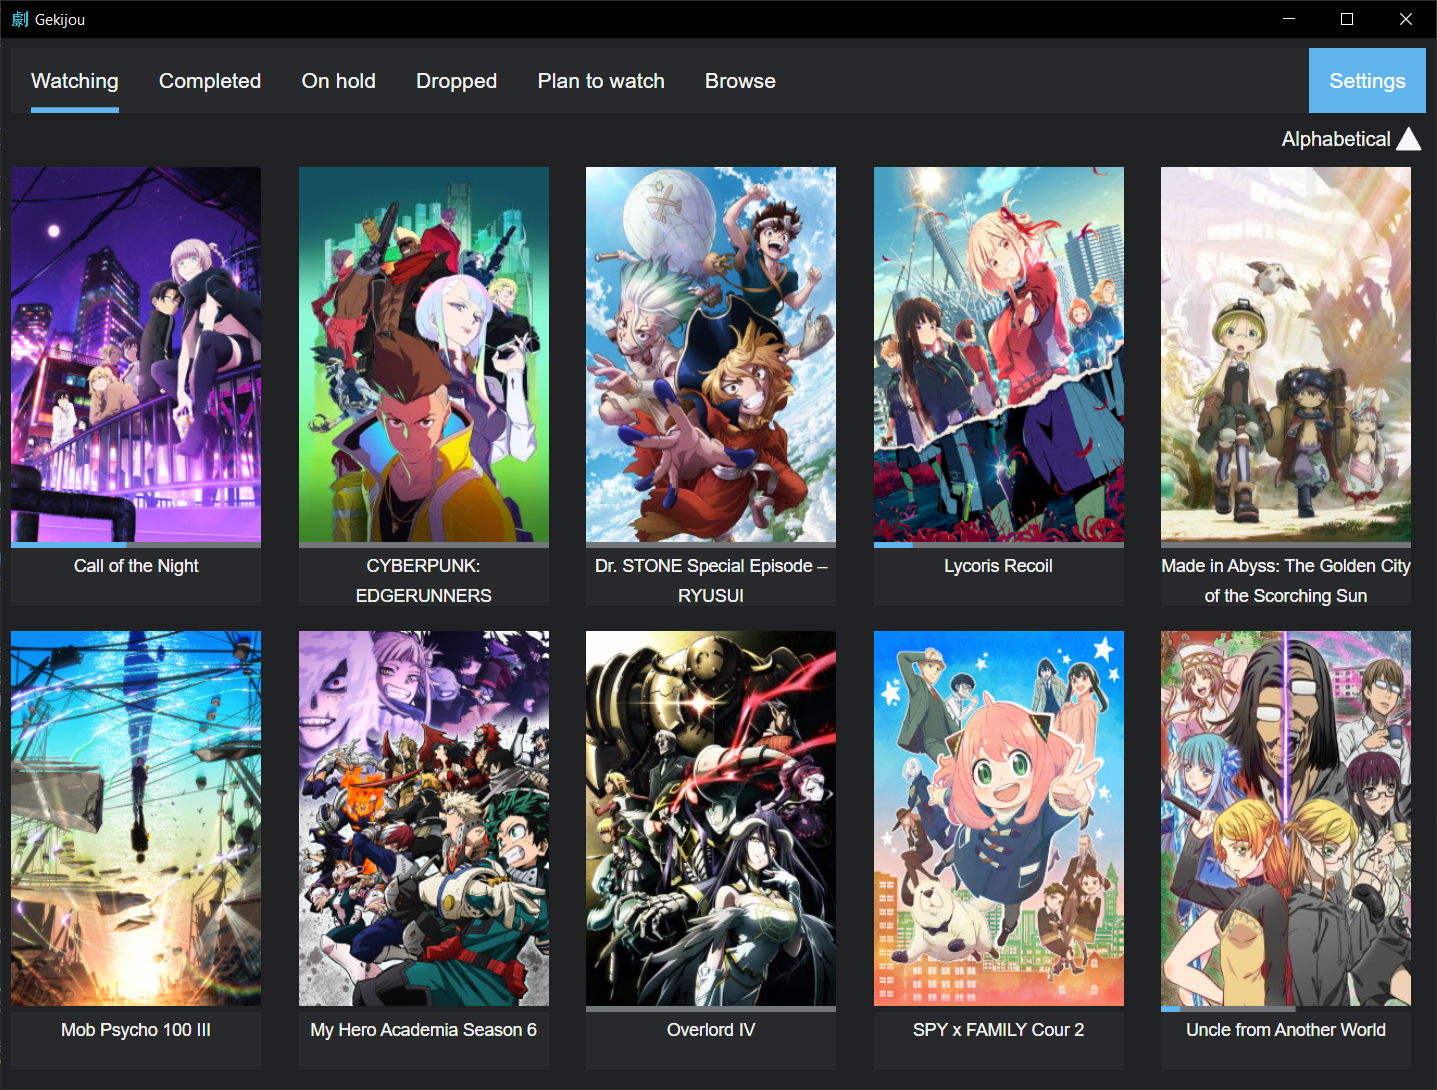 劇 Gekijou
Watching Completed On hold Dropped Plan to watch Browse Settings
Alphabetical
Call of the Night
CYBERPUNK:
EDGERUNNERS
Dr. STONE Special Episode –
RYUSUI
Lycoris Recoil
Made in Abyss: The Golden City
of the Scorching Sun
Mob Psycho 100 III
My Hero Academia Season 6
Overlord IV
SPY x FAMILY Cour 2
Uncle from Another World